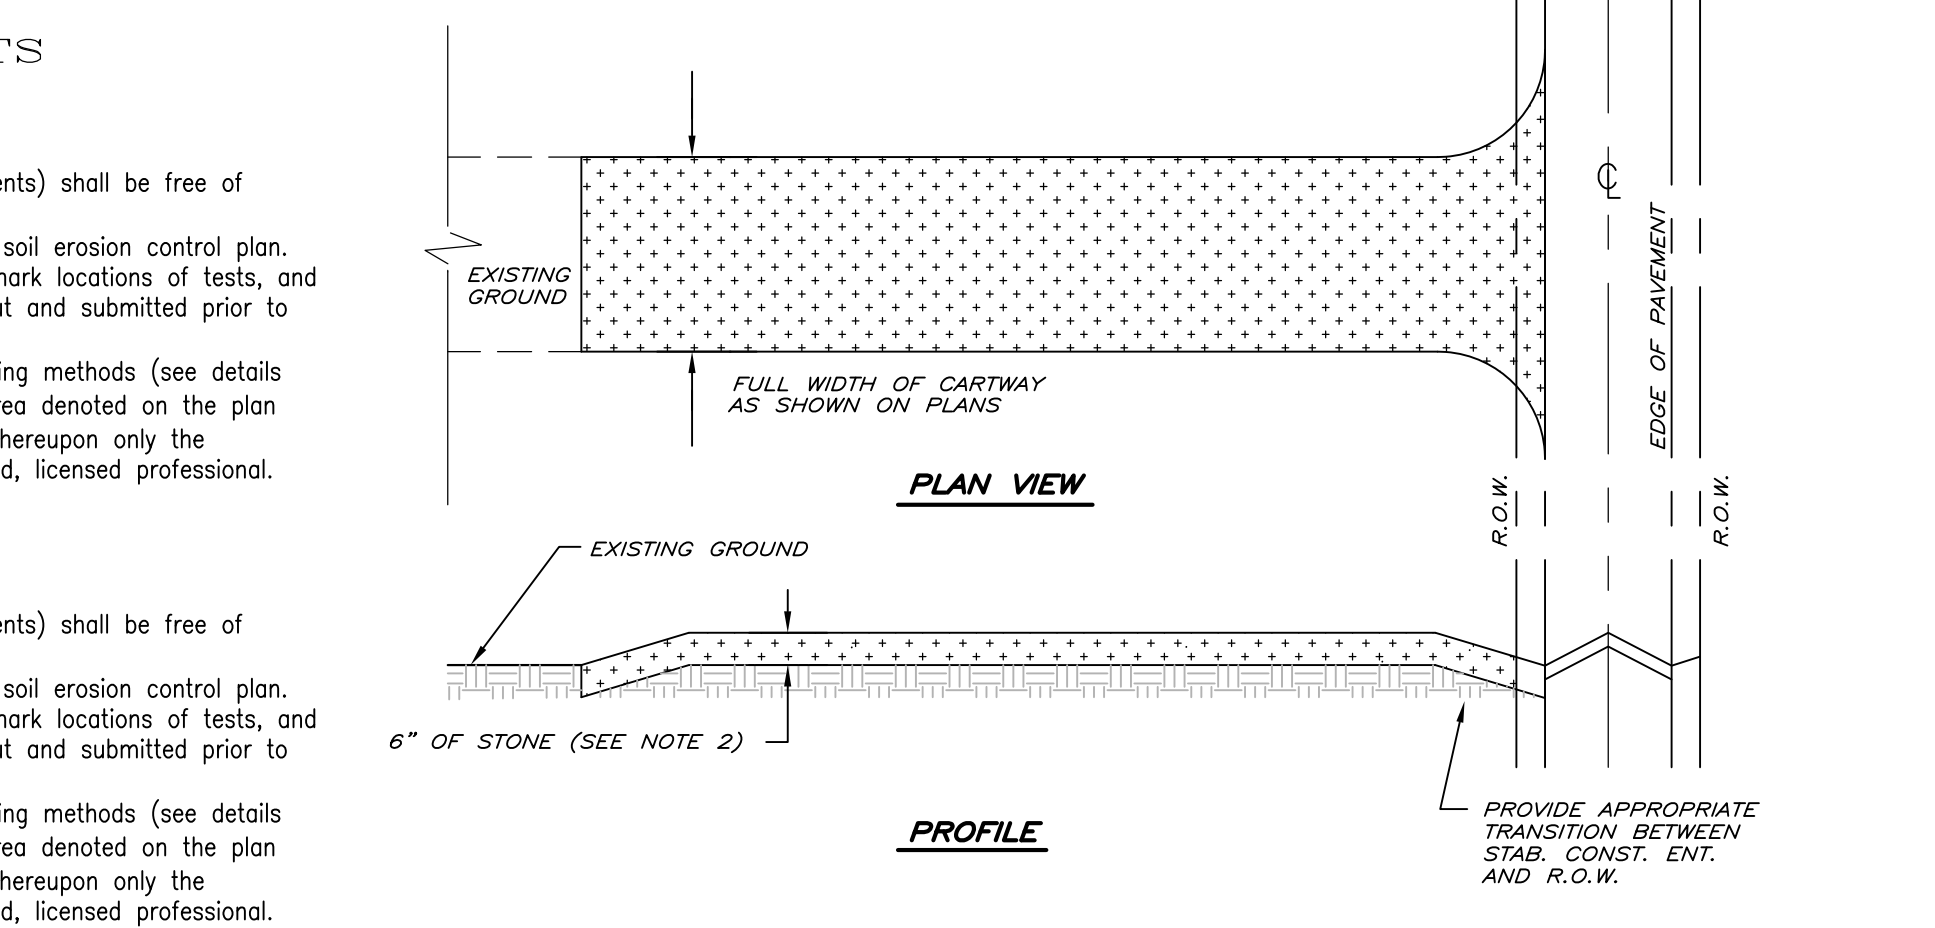 TS
ents) shall be free of
soil erosion control plan.
mark locations of tests, and
ut and submitted prior to
ing methods (see details
rea denoted on the plan
hereupon only the
d, licensed professional.
ents) shall be free of
soil erosion control plan.
mark locations of tests, and
ut and submitted prior to
ing methods (see details
rea denoted on the plan
hereupon only the
d, licensed professional.
EXISTING
GROUND
FULL WIDTH OF CARTWAY
AS SHOWN ON PLANS
PLAN VIEW
℄
EDGE OF PAVEMENT
R.O.W.
R.O.W.
EXISTING GROUND
6" OF STONE (SEE NOTE 2)
PROFILE
PROVIDE APPROPRIATE
TRANSITION BETWEEN
STAB. CONST. ENT.
AND R.O.W.